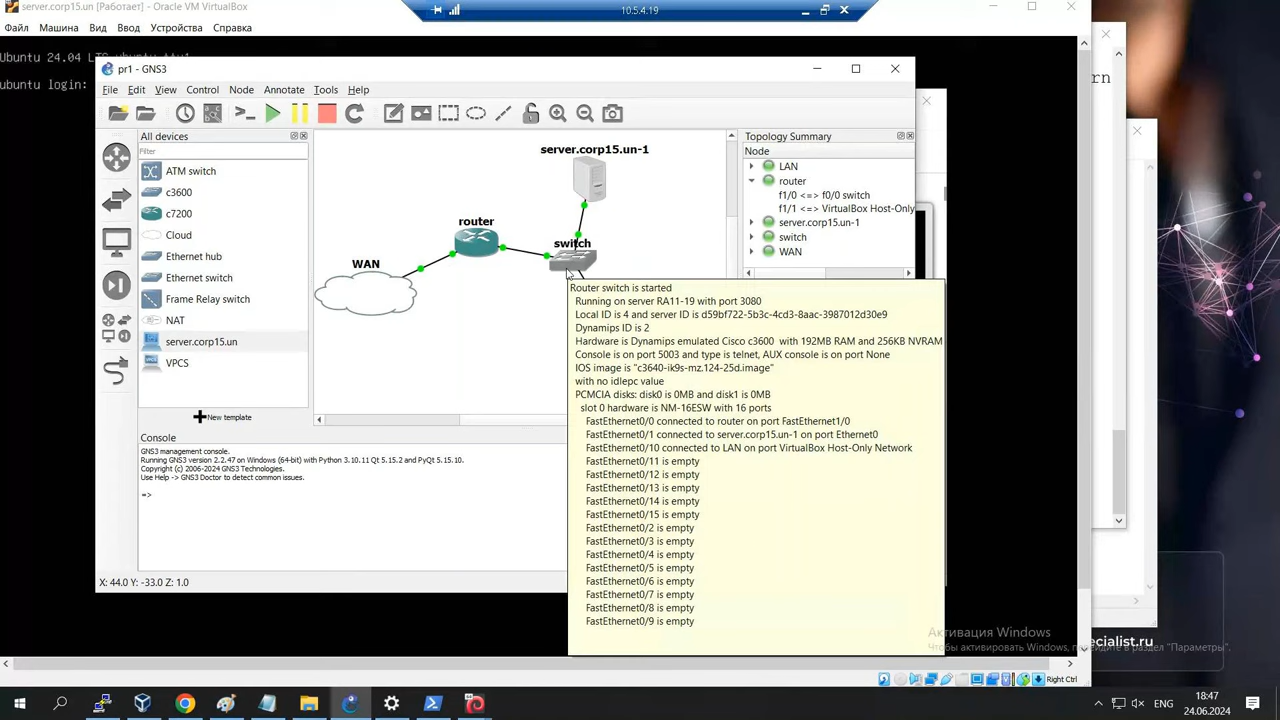 server.corp15.un [Работает] - Oracle VM VirtualBox
10.5.4.19
Файл Машина Вид Ввод Устройства Справка
Ubuntu 24.04 LTS ubuntu tty1
ubuntu login:
pr1 - GNS3
File Edit View Control Node Annotate Tools Help
All devices
Filter
ATM switch
c3600
c7200
Cloud
Ethernet hub
Ethernet switch
Frame Relay switch
NAT
server.corp15.un
VPCS
New template
server.corp15.un-1
router
switch
WAN
Topology Summary
Node
LAN
router
f1/0 <=> f0/0 switch
f1/1 <=> VirtualBox Host-Only
server.corp15.un-1
switch
WAN
Console
GNS3 management console.
Running GNS3 version 2.2.47 on Windows (64-bit) with Python 3.10.11 Qt 5.15.2 and PyQt 5.15.10.
Copyright (c) 2006-2024 GNS3 Technologies.
Use Help -> GNS3 Doctor to detect common issues.
=>
X: 44.0 Y: -33.0 Z: 1.0
Router switch is started
Running on server RA11-19 with port 3080
Local ID is 4 and server ID is d59bf722-5b3c-4cd3-8aac-3987012d30e9
Dynamips ID is 2
Hardware is Dynamips emulated Cisco c3600 with 192MB RAM and 256KB NVRAM
Console is on port 5003 and type is telnet, AUX console is on port None
IOS image is "c3640-ik9s-mz.124-25d.image"
with no idlepc value
PCMCIA disks: disk0 is 0MB and disk1 is 0MB
slot 0 hardware is NM-16ESW with 16 ports
FastEthernet0/0 connected to router on port FastEthernet1/0
FastEthernet0/1 connected to server.corp15.un-1 on port Ethernet0
FastEthernet0/10 connected to LAN on port VirtualBox Host-Only Network
FastEthernet0/11 is empty
FastEthernet0/12 is empty
FastEthernet0/13 is empty
FastEthernet0/14 is empty
FastEthernet0/15 is empty
FastEthernet0/2 is empty
FastEthernet0/3 is empty
FastEthernet0/4 is empty
FastEthernet0/5 is empty
FastEthernet0/6 is empty
FastEthernet0/7 is empty
FastEthernet0/8 is empty
FastEthernet0/9 is empty
rn
ecialist.ru
Активация Windows
Чтобы активировать Windows, перейдите в раздел "Параметры".
Right Ctrl
ENG
18:47
24.06.2024